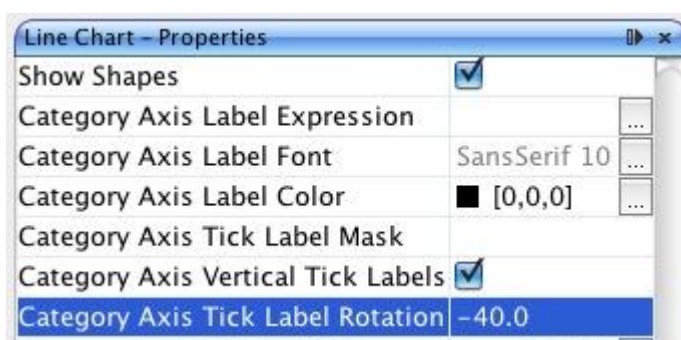 Line Chart – Properties
Show Shapes
Category Axis Label Expression ...
Category Axis Label Font SansSerif 10 ...
Category Axis Label Color [0,0,0] ...
Category Axis Tick Label Mask
Category Axis Vertical Tick Labels
Category Axis Tick Label Rotation -40.0